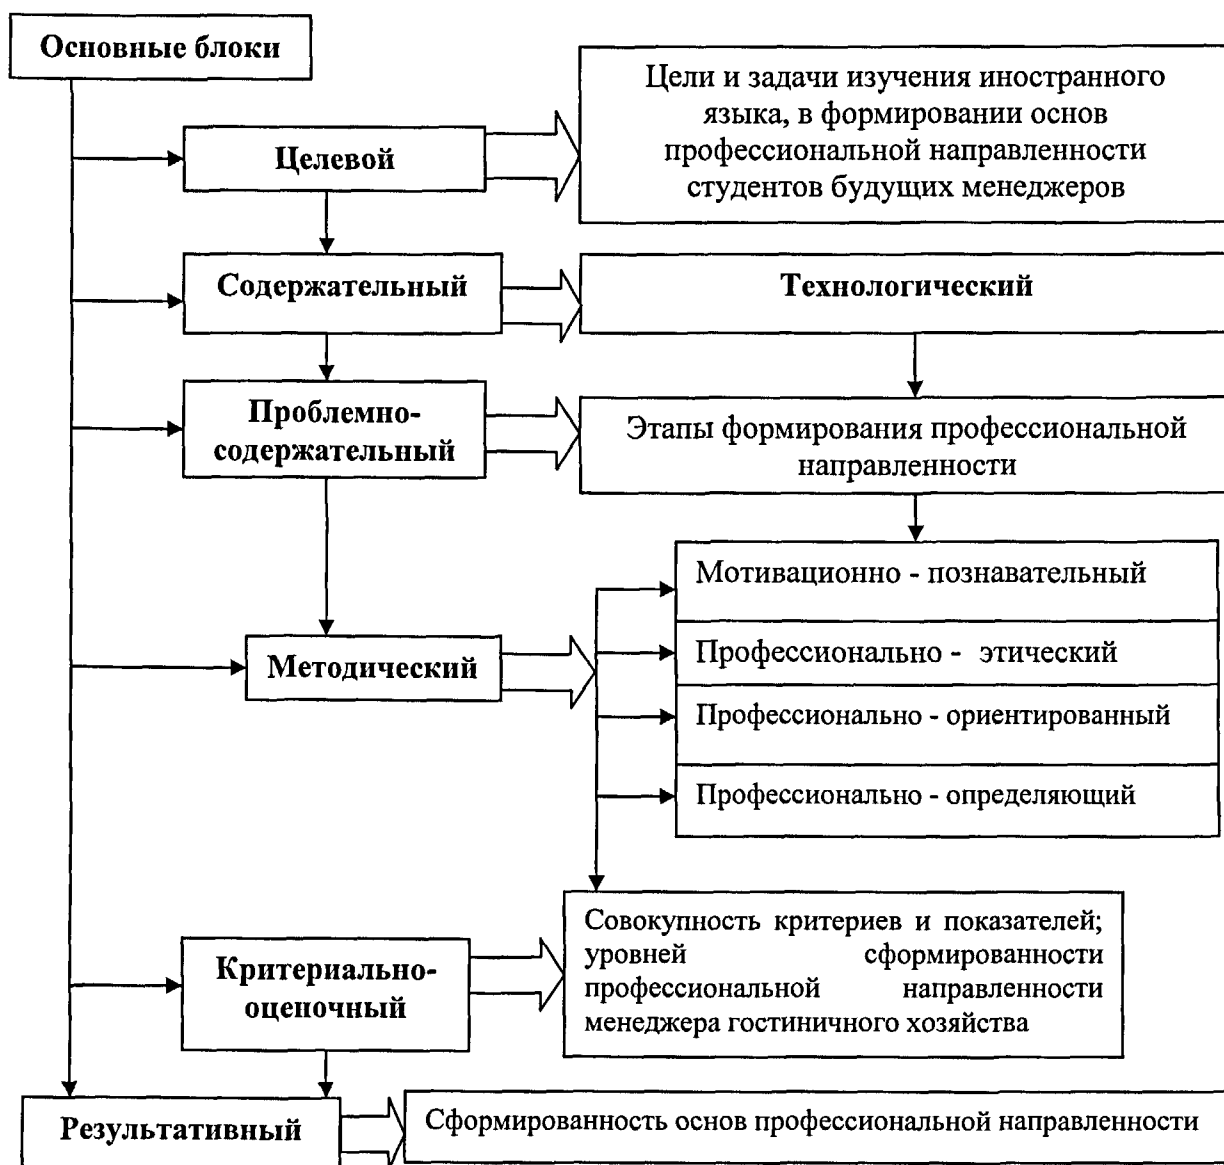 Основные блоки
Цели и задачи изучения иностранного
языка, в формировании основ
профессиональной направленности
студентов будущих менеджеров
Целевой
Содержательный
Технологический
Проблемно-
содержательный
Этапы формирования профессиональной
направленности
Мотивационно - познавательный
Методический
Профессионально - этический
Профессионально - ориентированный
Профессионально - определяющий
Совокупность критериев и показателей;
уровней сформированности
профессиональной направленности
менеджера гостиничного хозяйства
Критериально-
оценочный
Результативный
Сформированность основ профессиональной направленности